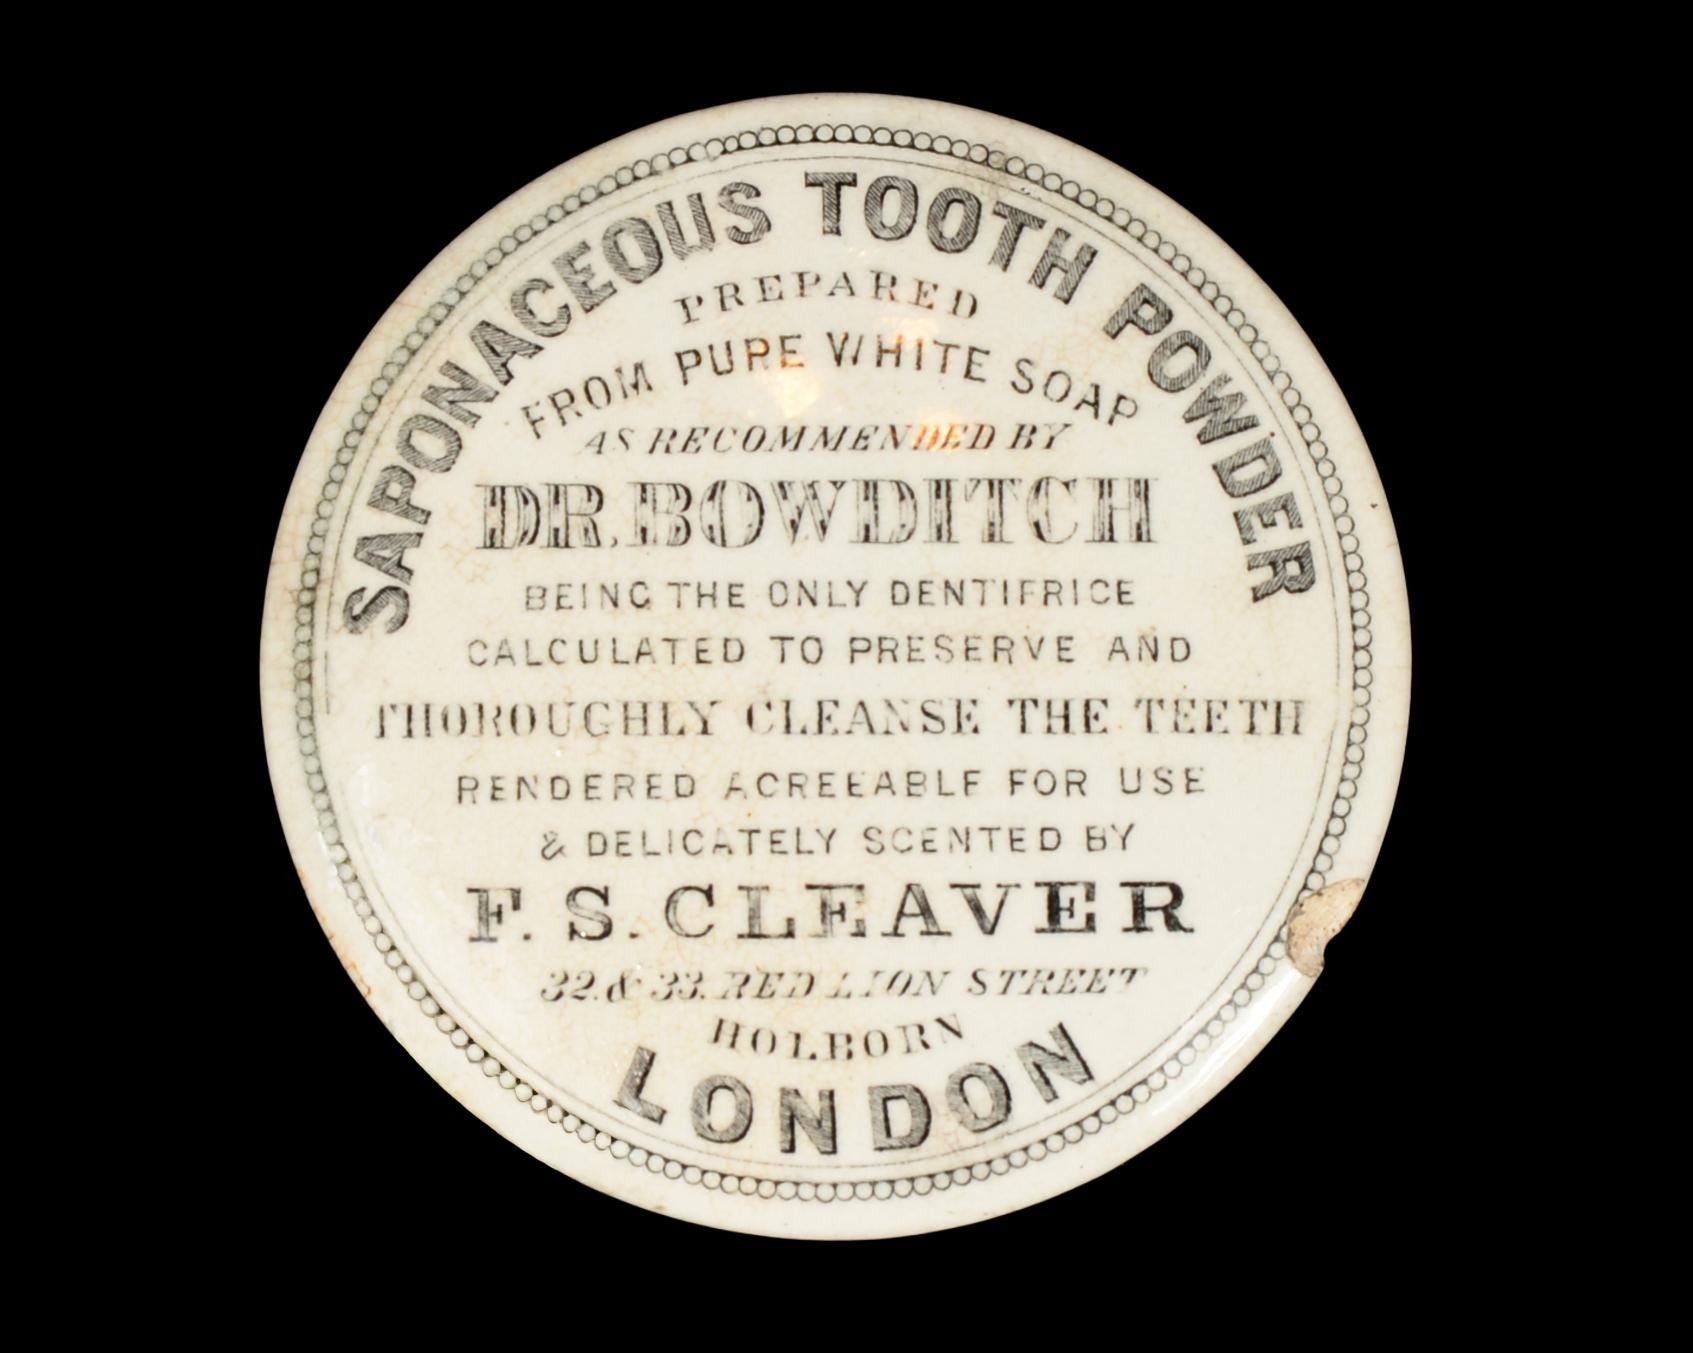 SAPONACEOUS TOOTH POWDER
PREPARED
FROM PURE WHITE SOAP
AS RECOMMENDED BY
DR. BOWDITCH
BEING THE ONLY DENTIFRICE
CALCULATED TO PRESERVE AND
THOROUGHLY CLEANSE THE TEETH
RENDERED AGREEABLE FOR USE
& DELICATELY SCENTED BY
F. S. CLEAVER
32. & 33. RED LION STREET
HOLBORN
LONDON